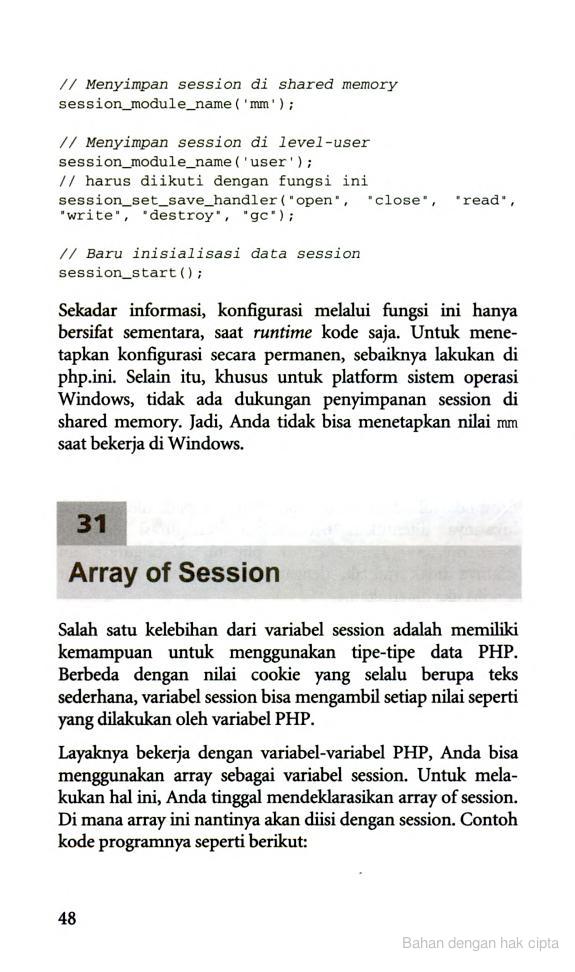 // Menyimpan session di shared memory
session_module_name('mm');
// Menyimpan session di level-user
session_module_name('user');
// harus diikuti dengan fungsi ini
session_set_save_handler("open", "close", "read",
"write", "destroy", "gc");
// Baru inisialisasi data session
session_start();
Sekadar informasi, konfigurasi melalui fungsi ini hanya
bersifat sementara, saat runtime kode saja. Untuk mene-
tapkan konfigurasi secara permanen, sebaiknya lakukan di
php.ini. Selain itu, khusus untuk platform sistem operasi
Windows, tidak ada dukungan penyimpanan session di
shared memory. Jadi, Anda tidak bisa menetapkan nilai mm
saat bekerja di Windows.
31
Array of Session
Salah satu kelebihan dari variabel session adalah memiliki
kemampuan untuk menggunakan tipe-tipe data PHP.
Berbeda dengan nilai cookie yang selalu berupa teks
sederhana, variabel session bisa mengambil setiap nilai seperti
yang dilakukan oleh variabel PHP.
Layaknya bekerja dengan variabel-variabel PHP, Anda bisa
menggunakan array sebagai variabel session. Untuk mela-
kukan hal ini, Anda tinggal mendeklarasikan array of session.
Di mana array ini nantinya akan diisi dengan session. Contoh
kode programnya seperti berikut:
48
Bahan dengan hak cipta